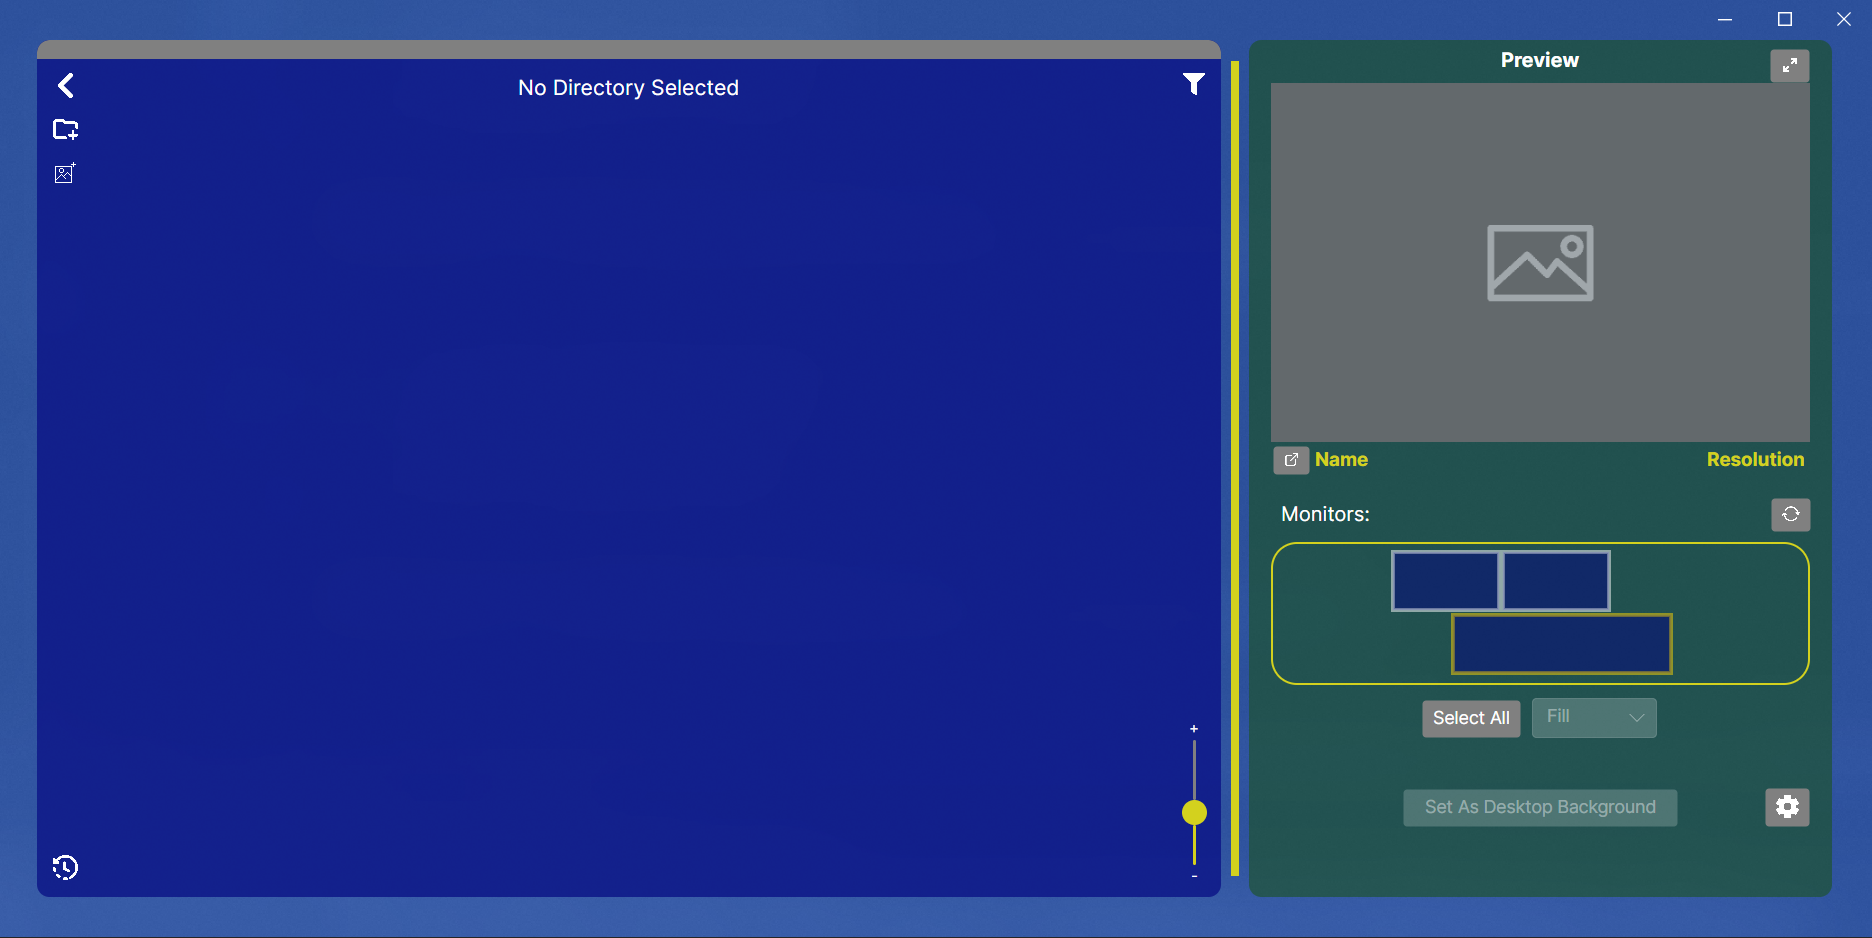 No Directory Selected
+
-
Preview
Name
Resolution
Monitors:
Select All
Fill
Set As Desktop Background